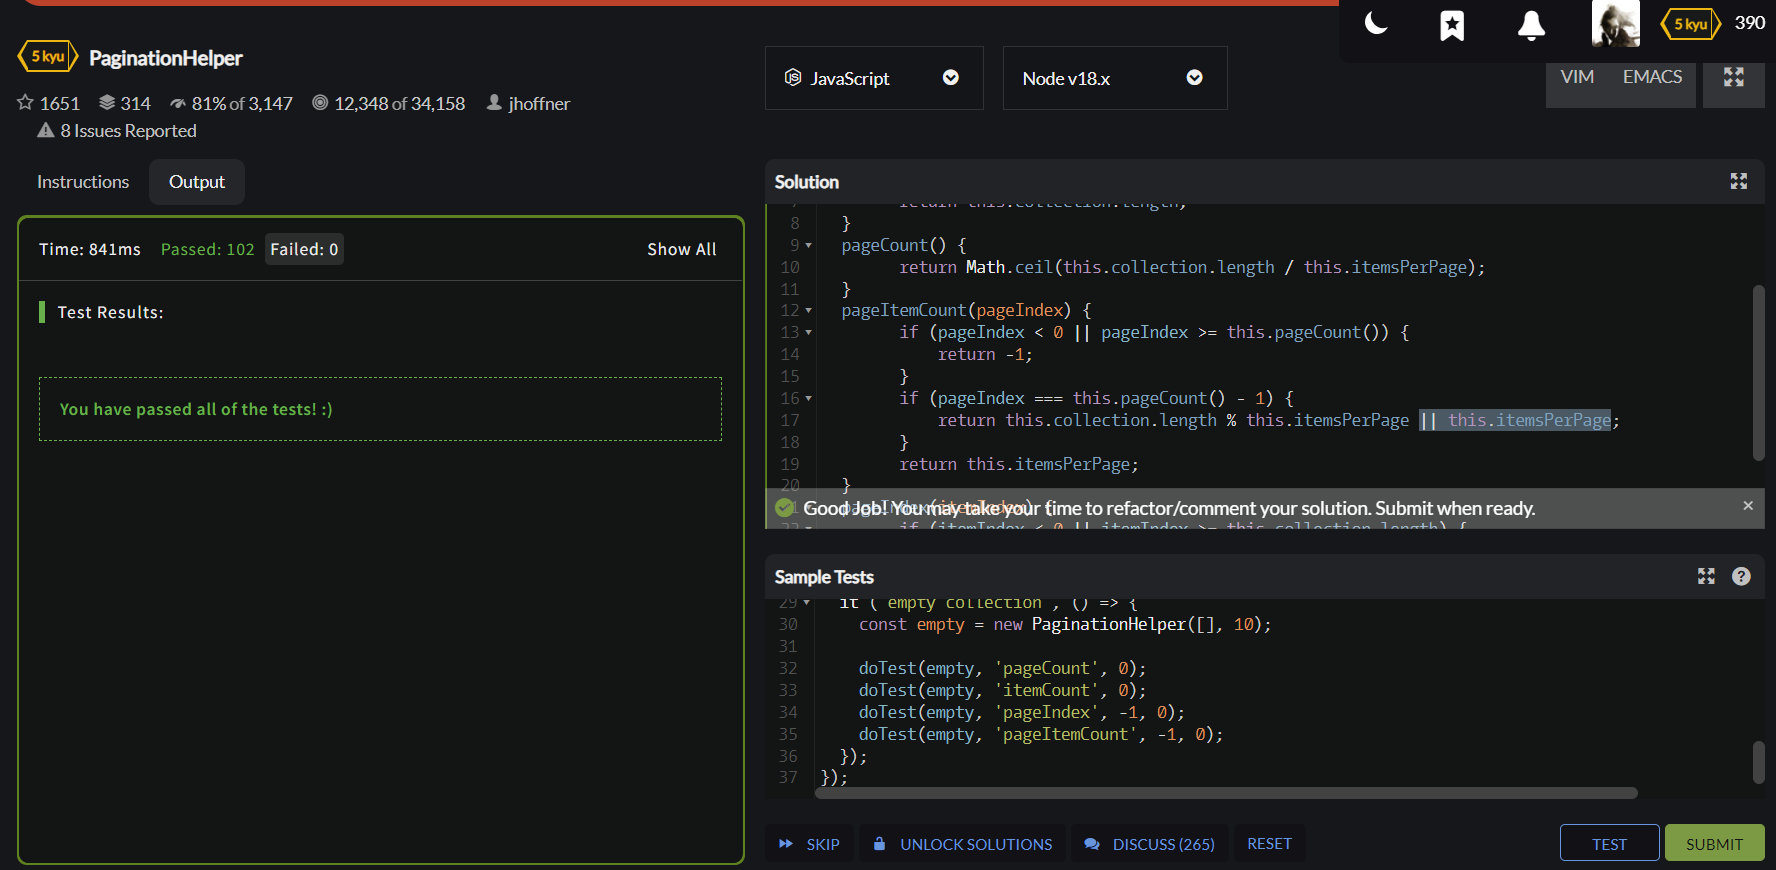 5 kyu PaginationHelper
1651 314 81% of 3,147 12,348 of 34,158 jhoffner
8 Issues Reported
JavaScript
Node v18.x
5 kyu 390
VIM EMACS
Instructions Output
Time: 841ms Passed: 102 Failed: 0 Show All
Test Results:
You have passed all of the tests! :)
Solution
return this.collection.length;
8 }
9 pageCount() {
10 return Math.ceil(this.collection.length / this.itemsPerPage);
11 }
12 pageItemCount(pageIndex) {
13 if (pageIndex < 0 || pageIndex >= this.pageCount()) {
14 return -1;
15 }
16 if (pageIndex === this.pageCount() - 1) {
17 return this.collection.length % this.itemsPerPage || this.itemsPerPage;
18 }
19 return this.itemsPerPage;
20 }
21 pageIndex(itemIndex) {
Good Job! You may take your time to refactor/comment your solution. Submit when ready.
22 if (itemIndex < 0 || itemIndex >= this.collection.length) {
Sample Tests
29 it ( empty collection , () => {
30 const empty = new PaginationHelper([], 10);
31
32 doTest(empty, 'pageCount', 0);
33 doTest(empty, 'itemCount', 0);
34 doTest(empty, 'pageIndex', -1, 0);
35 doTest(empty, 'pageItemCount', -1, 0);
36 });
37 });
SKIP UNLOCK SOLUTIONS DISCUSS (265) RESET TEST SUBMIT